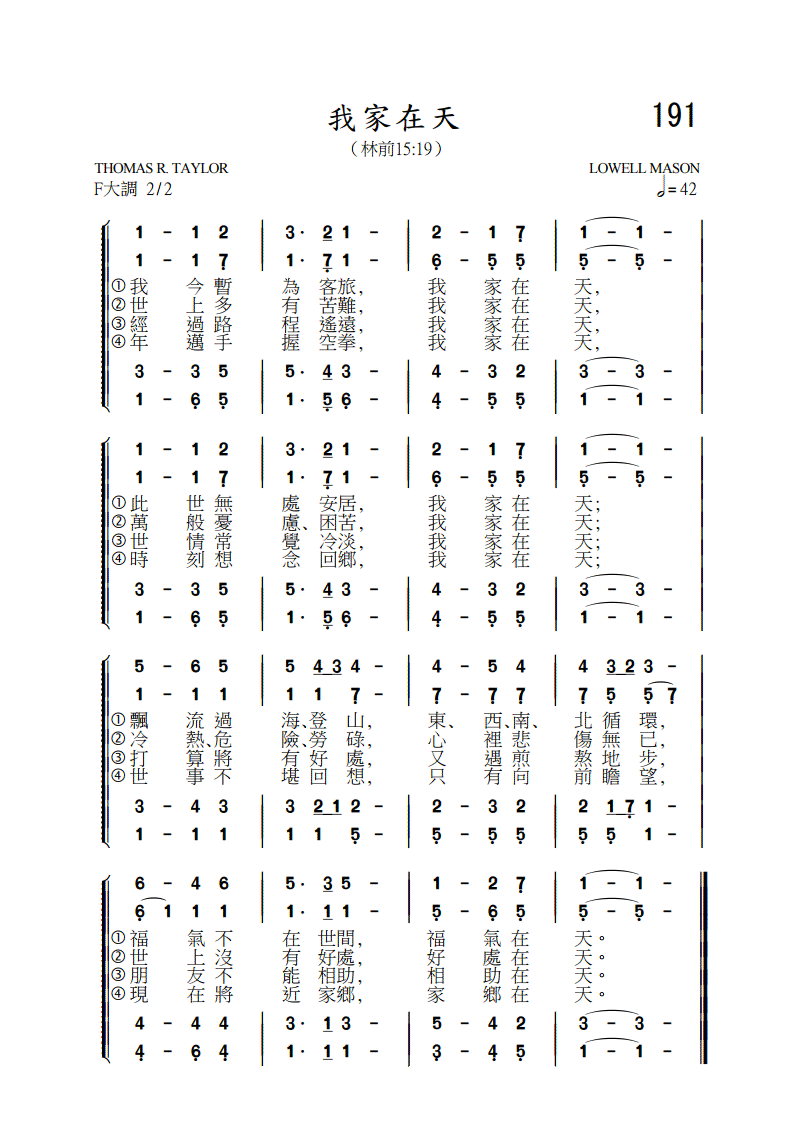 我家在天
191
（林前15:19）
THOMAS R. TAYLOR
LOWELL MASON
F大調 2/2
𝅗𝅥= 42
1 - 1 2 | 3· 2 1 - | 2 - 1 7̣ | 1 - 1 - |
1 - 1 7̣ | 1· 7̣ 1 - | 6̣ - 5̣ 5̣ | 5̣ - 5̣ - |
①我 今 暫 為 客旅, 我 家 在 天,
②世 上 多 有 苦難, 我 家 在 天,
③經 過 路 程 遙遠, 我 家 在 天,
④年 邁 手 握 空拳, 我 家 在 天,
3 - 3 5 | 5· 4 3 - | 4 - 3 2 | 3 - 3 - |
1 - 6̣ 5̣ | 1· 5̣ 6̣ - | 4̣ - 5̣ 5̣ | 1 - 1 - |
1 - 1 2 | 3· 2 1 - | 2 - 1 7̣ | 1 - 1 - |
1 - 1 7̣ | 1· 7̣ 1 - | 6̣ - 5̣ 5̣ | 5̣ - 5̣ - |
①此 世 無 處 安居, 我 家 在 天;
②萬 般 憂 慮、困苦, 我 家 在 天;
③世 情 常 覺 冷淡, 我 家 在 天;
④時 刻 想 念 回鄉, 我 家 在 天;
3 - 3 5 | 5· 4 3 - | 4 - 3 2 | 3 - 3 - |
1 - 6̣ 5̣ | 1· 5̣ 6̣ - | 4̣ - 5̣ 5̣ | 1 - 1 - |
5 - 6 5 | 5 4 3 4 - | 4 - 5 4 | 4 3 2 3 - |
1 - 1 1 | 1 1 7̣ - | 7̣ - 7̣ 7̣ | 7̣ 5̣ 5̣ 7̣ |
①飄 流 過 海、登 山, 東、 西、南、 北 循 環,
②冷 熱、危 險、勞 碌, 心 裡 悲 傷 無 已,
③打 算 將 有 好 處, 又 遇 煎 熬 地 步,
④世 事 不 堪 回 想, 只 有 向 前 瞻 望,
3 - 4 3 | 3 2 1 2 - | 2 - 3 2 | 2 1 7̣ 1 - |
1 - 1 1 | 1 1 5̣ - | 5̣ - 5̣ 5̣ | 5̣ 5̣ 1 - |
6 - 4 6 | 5· 3 5 - | 1 - 2 7̣ | 1 - 1 - ‖
6̣ 1 1 1 | 1· 1 1 - | 5̣ - 6̣ 5̣ | 5̣ - 5̣ - ‖
①福 氣 不 在 世間, 福 氣 在 天。
②世 上 沒 有 好處, 好 處 在 天。
③朋 友 不 能 相助, 相 助 在 天。
④現 在 將 近 家鄉, 家 鄉 在 天。
4 - 4 4 | 3· 1 3 - | 5 - 4 2 | 3 - 3 - ‖
4̣ - 6̣ 4̣ | 1· 1 1 - | 3̣ - 4̣ 5̣ | 1 - 1 - ‖